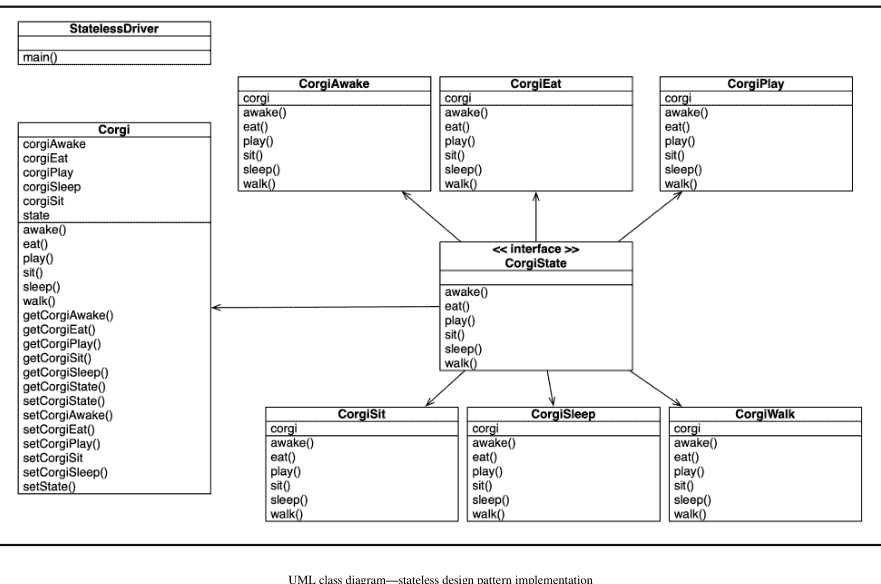 StatelessDriver
main()
Corgi
corgiAwake
corgiEat
corgiPlay
corgiSleep
corgiSit
state
awake()
eat()
play()
sit()
sleep()
walk()
getCorgiAwake()
getCorgiEat()
getCorgiPlay()
getCorgiSit()
getCorgiSleep()
getCorgiState()
setCorgiState()
setCorgiAwake()
setCorgiEat()
setCorgiPlay()
setCorgiSit
setCorgiSleep()
setState()
CorgiAwake
corgi
awake()
eat()
play()
sit()
sleep()
walk()
CorgiEat
corgi
awake()
eat()
play()
sit()
sleep()
walk()
CorgiPlay
corgi
awake()
eat()
play()
sit()
sleep()
walk()
<< interface >>
CorgiState
awake()
eat()
play()
sit()
sleep()
walk()
CorgiSit
corgi
awake()
eat()
play()
sit()
sleep()
walk()
CorgiSleep
corgi
awake()
eat()
play()
sit()
sleep()
walk()
CorgiWalk
corgi
awake()
eat()
play()
sit()
sleep()
walk()
UML class diagram—stateless design pattern implementation